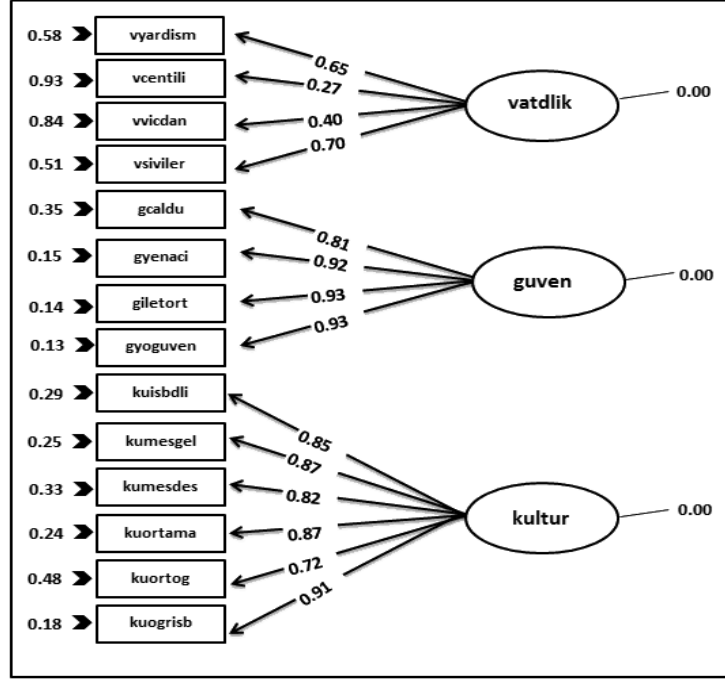 0.58 vyardism
0.93 vcentili
0.84 vvicdan
0.51 vsiviler
0.65
0.27
0.40
0.70
vatdlik
0.00
0.35 gcaldu
0.15 gyenaci
0.14 giletort
0.13 gyoguven
0.81
0.92
0.93
0.93
guven
0.00
0.29 kuisbdli
0.25 kumesgel
0.33 kumesdes
0.24 kuortama
0.48 kuortog
0.18 kuogrisb
0.85
0.87
0.82
0.87
0.72
0.91
kultur
0.00